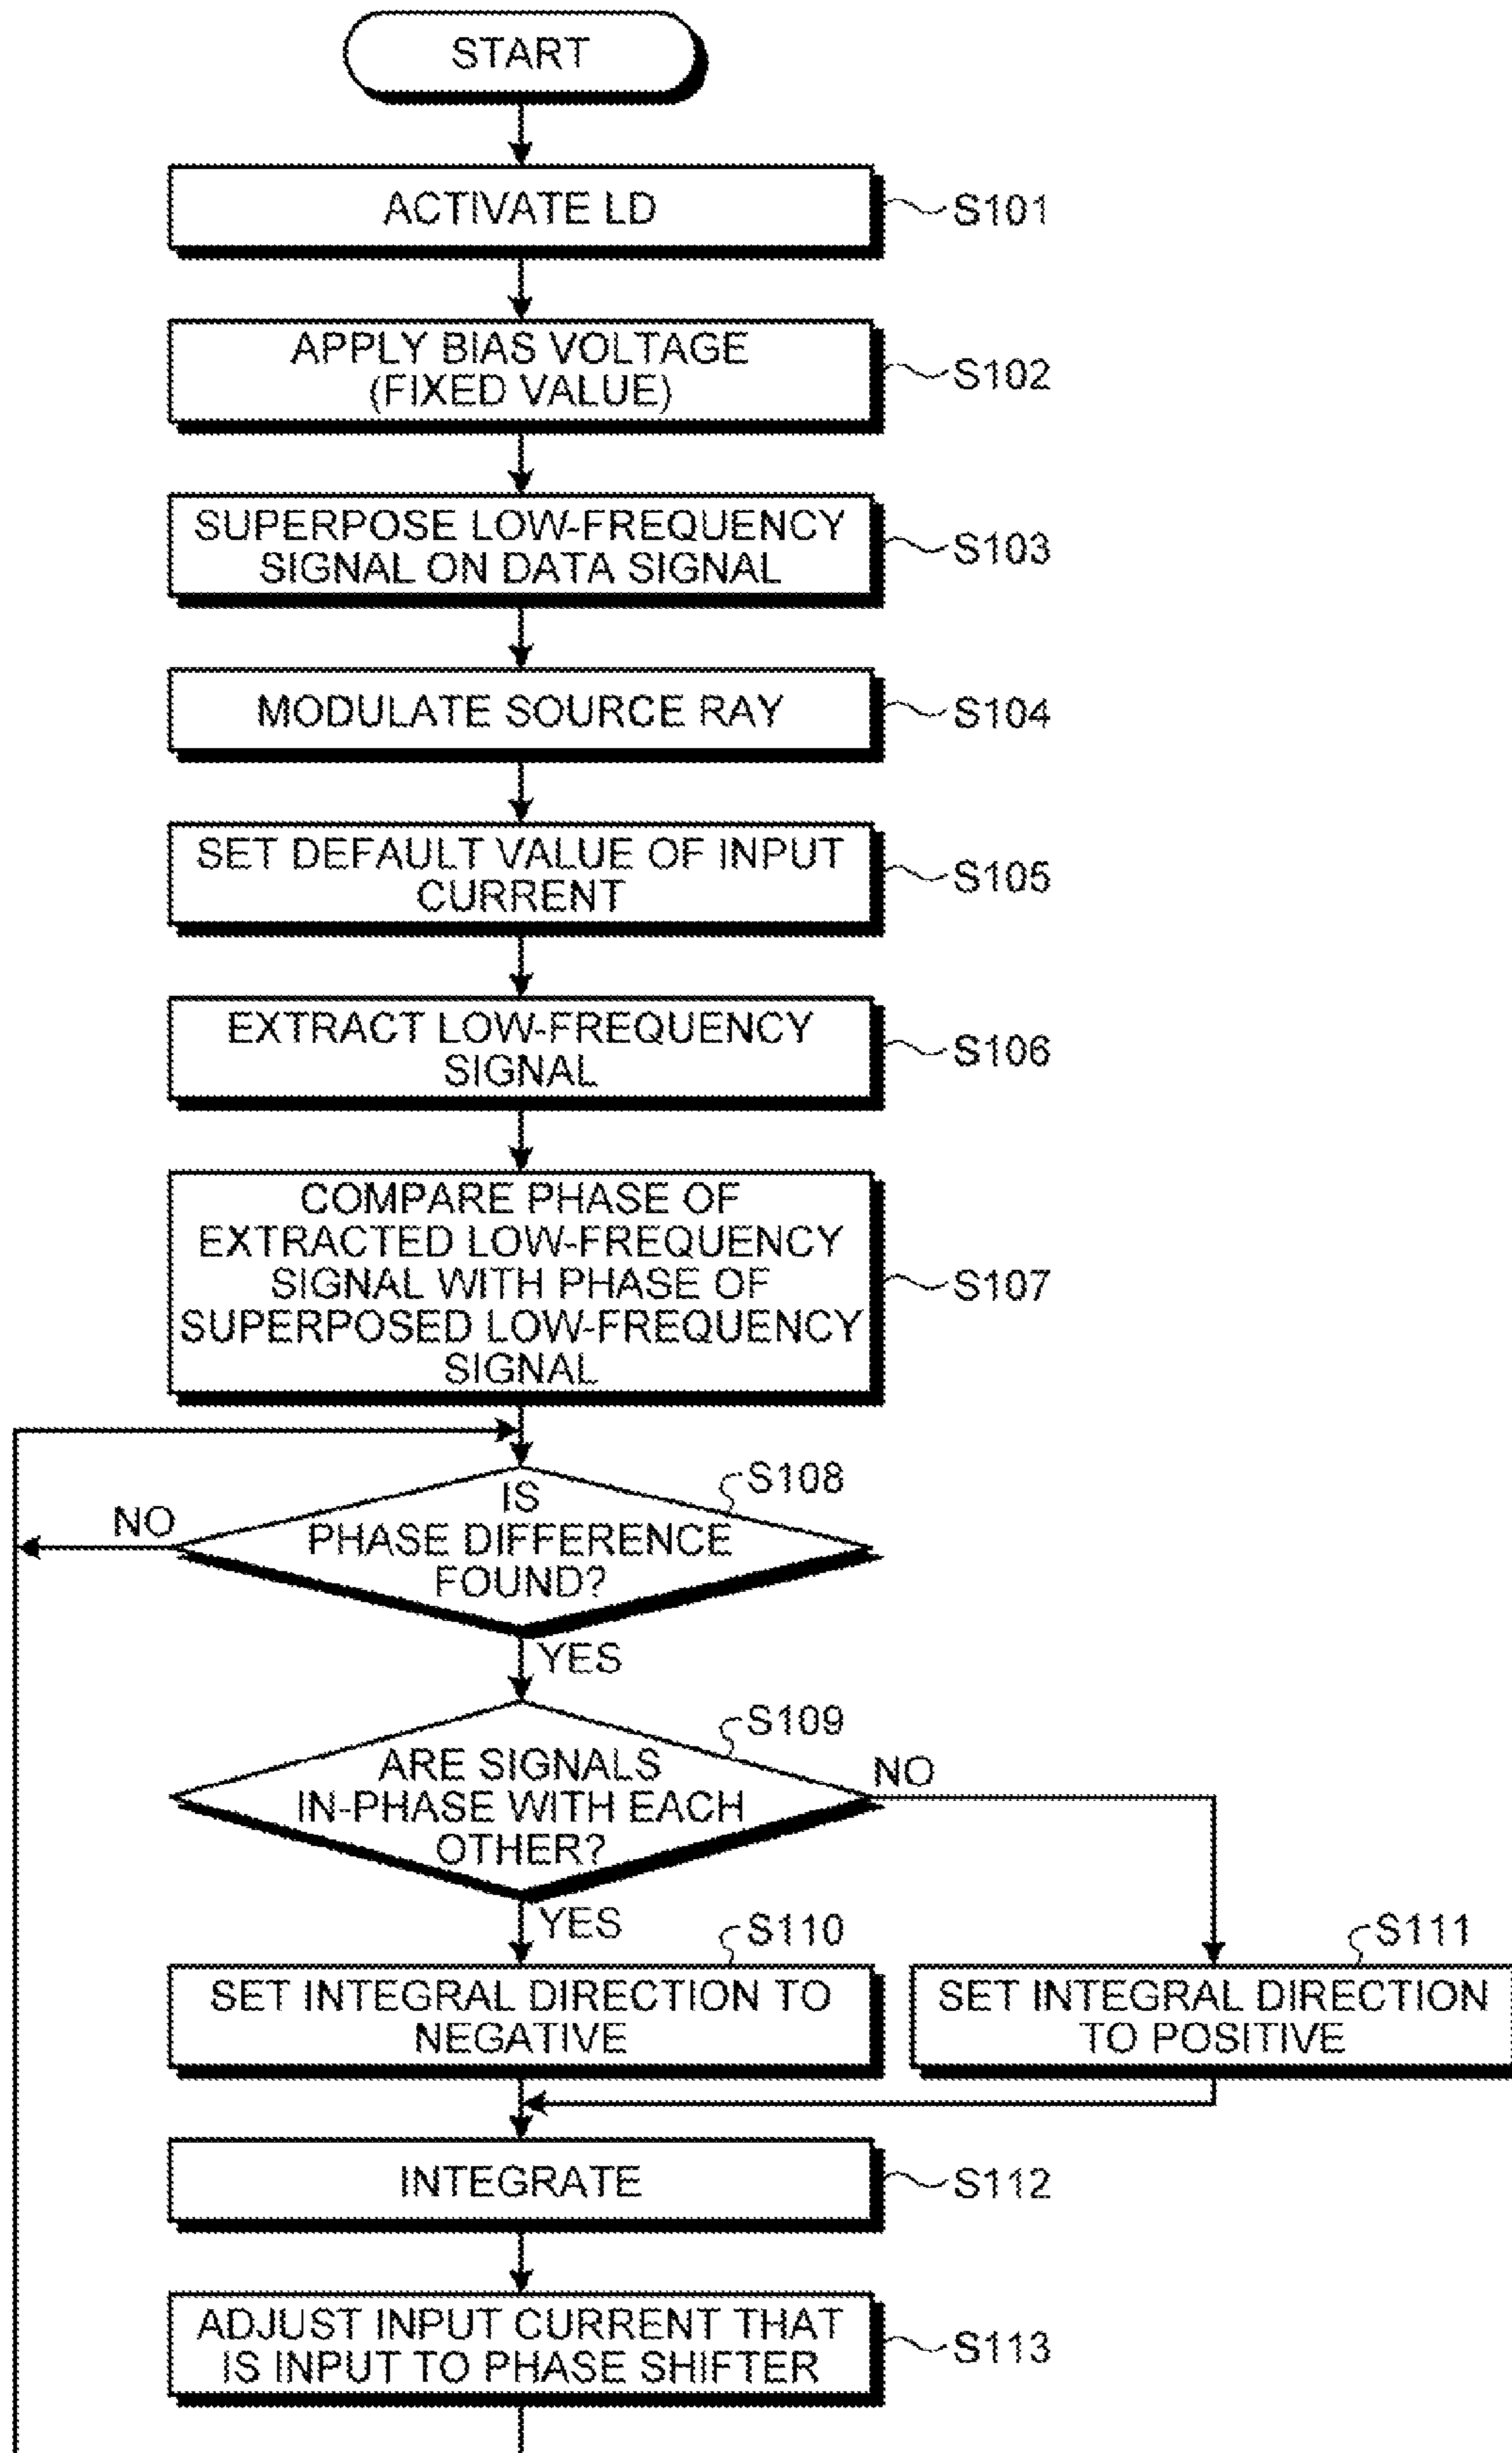 START
ACTIVATE LD
S101
APPLY BIAS VOLTAGE
(FIXED VALUE)
S102
SUPERPOSE LOW-FREQUENCY
SIGNAL ON DATA SIGNAL
S103
MODULATE SOURCE RAY
S104
SET DEFAULT VALUE OF INPUT
CURRENT
S105
EXTRACT LOW-FREQUENCY
SIGNAL
S106
COMPARE PHASE OF
EXTRACTED LOW-FREQUENCY
SIGNAL WITH PHASE OF
SUPERPOSED LOW-FREQUENCY
SIGNAL
S107
S108
IS
PHASE DIFFERENCE
FOUND?
NO
YES
S109
ARE SIGNALS
IN-PHASE WITH EACH
OTHER?
NO
YES
S110
SET INTEGRAL DIRECTION TO
NEGATIVE
S111
SET INTEGRAL DIRECTION
TO POSITIVE
INTEGRATE
S112
ADJUST INPUT CURRENT THAT
IS INPUT TO PHASE SHIFTER
S113